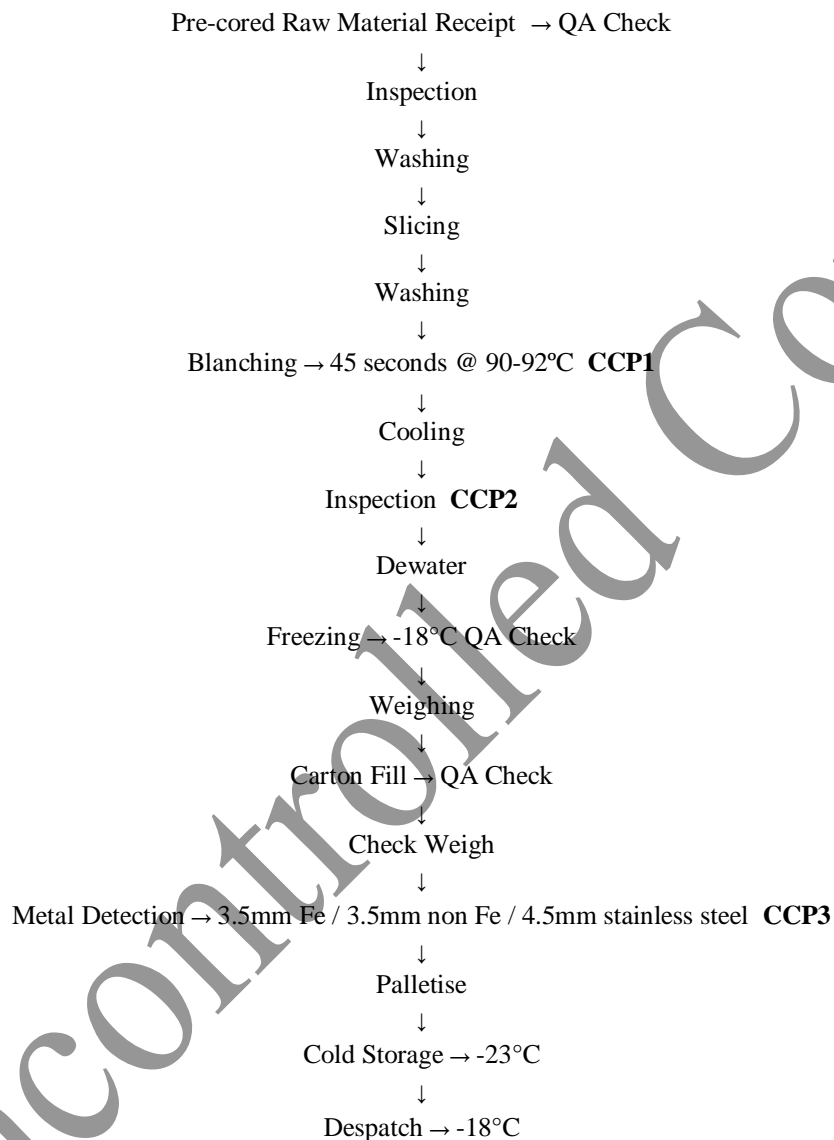 Pre-cored Raw Material Receipt → QA Check
↓
Inspection
↓
Washing
↓
Slicing
↓
Washing
↓
Blanching → 45 seconds @ 90-92ºC CCP1
↓
Cooling
↓
Inspection CCP2
↓
Dewater
↓
Freezing → -18°C QA Check
↓
Weighing
↓
Carton Fill → QA Check
↓
Check Weigh
↓
Metal Detection → 3.5mm Fe / 3.5mm non Fe / 4.5mm stainless steel CCP3
↓
Palletise
↓
Cold Storage → -23°C
↓
Despatch → -18°C
controlled Co